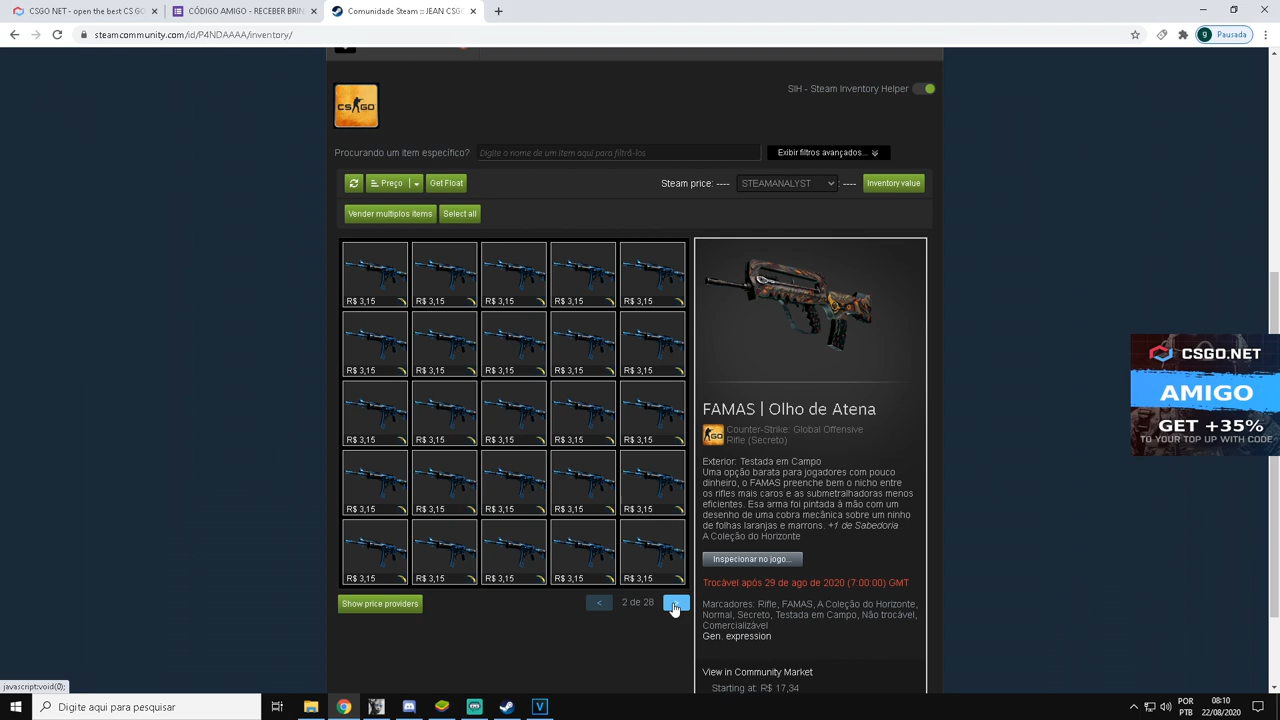 CSGO NET - open the best CS GO
CÓDIGO AMIGO - RECEBER BRIN
Comunidade Steam :: JEAN CSGO
steamcommunity.com/id/P4NDAAAA/inventory/
g Pausada
CS GO
SIH - Steam Inventory Helper
Procurando um item específico? Digite o nome de um item aqui para filtrá-los Exibir filtros avançados...
Preço Get Float Steam price: ---- STEAMANALYST : ---- Inventory value
Vender multiplos items Select all
R$ 3,15 R$ 3,15 R$ 3,15 R$ 3,15 R$ 3,15
R$ 3,15 R$ 3,15 R$ 3,15 R$ 3,15 R$ 3,15
R$ 3,15 R$ 3,15 R$ 3,15 R$ 3,15 R$ 3,15
R$ 3,15 R$ 3,15 R$ 3,15 R$ 3,15 R$ 3,15
R$ 3,15 R$ 3,15 R$ 3,15 R$ 3,15 R$ 3,15
Show price providers < 2 de 28
FAMAS | Olho de Atena
Counter-Strike: Global Offensive
Rifle (Secreto)
Exterior: Testada em Campo
Uma opção barata para jogadores com pouco
dinheiro, o FAMAS preenche bem o nicho entre
os rifles mais caros e as submetralhadoras menos
eficientes. Esa arma foi pintada à mão com um
desenho de uma cobra mecânica sobre um ninho
de folhas laranjas e marrons. +1 de Sabedoria
A Coleção do Horizonte
Inspecionar no jogo...
Trocável após 29 de ago de 2020 (7:00:00) GMT
Marcadores: Rifle, FAMAS, A Coleção do Horizonte,
Normal, Secreto, Testada em Campo, Não trocável,
Comercializável
Gen. expression
View in Community Market
Starting at: R$ 17,34
CSGO.NET
AMIGO
GET +35%
TO YOUR TOP UP WITH CODE
javascript:void(0);
Digite aqui para pesquisar
POR
PTB
08:10
22/08/2020